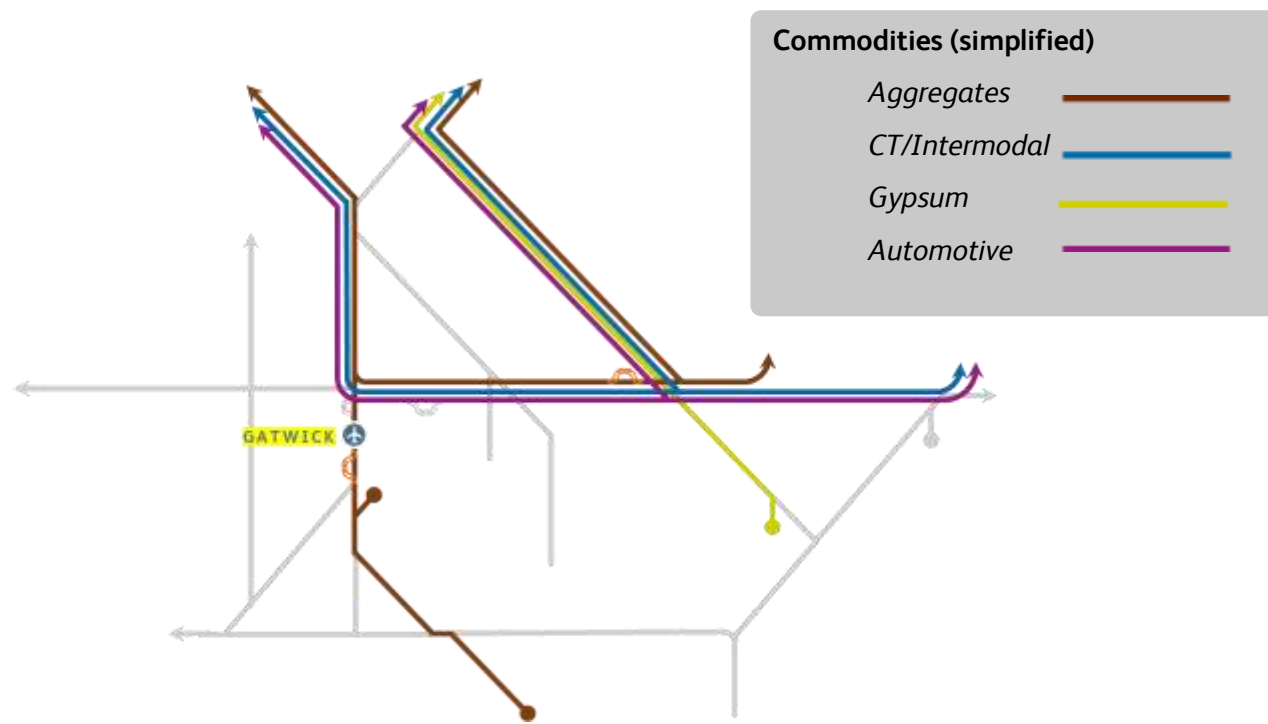 Commodities (simplified)
Aggregates
CT/Intermodal
Gypsum
Automotive
GATWICK